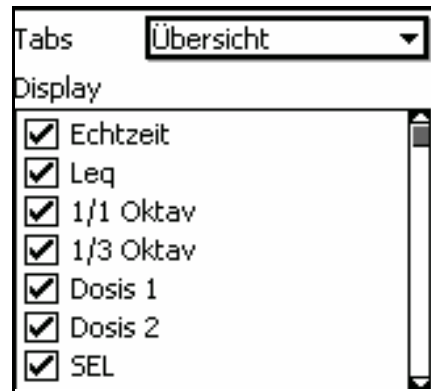 Tabs Übersicht
Display
Echtzeit
Leq
1/1 Oktav
1/3 Oktav
Dosis 1
Dosis 2
SEL